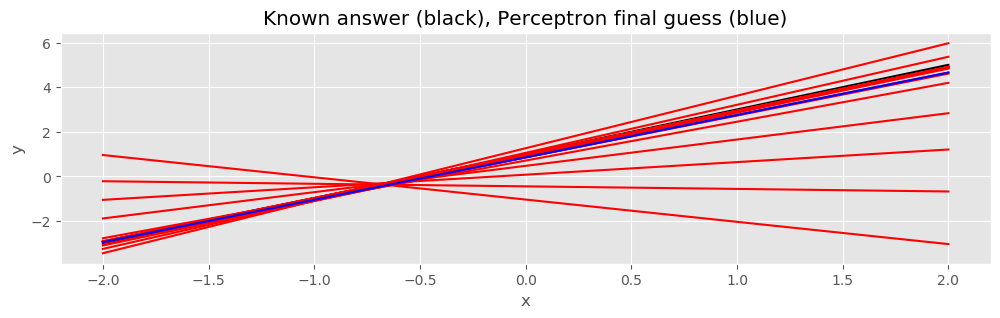 Known answer (black), Perceptron final guess (blue)
6
4
2
0
−2
y
−2.0 −1.5 −1.0 −0.5 0.0 0.5 1.0 1.5 2.0
x